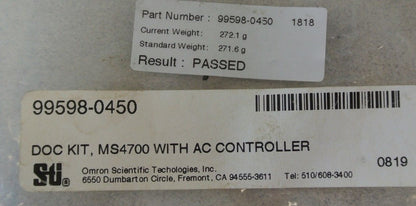 Part Number : 99598-0450 1818
Current Weight: 272.1 g
Standard Weight: 271.6 g
Result : PASSED
99598-0450
DOC KIT, MS4700 WITH AC CONTROLLER
0819
Sti®
Omron Scientific Techologies, Inc.
6550 Dumbarton Circle, Fremont, CA 94555-3611 Tel: 510/608-3400